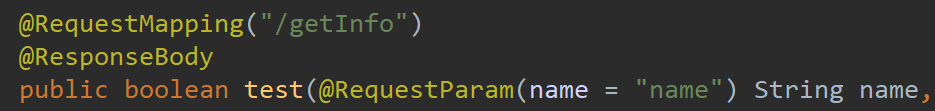 @RequestMapping("/getInfo")
@ResponseBody
public boolean test(@RequestParam(name = "name") String name,